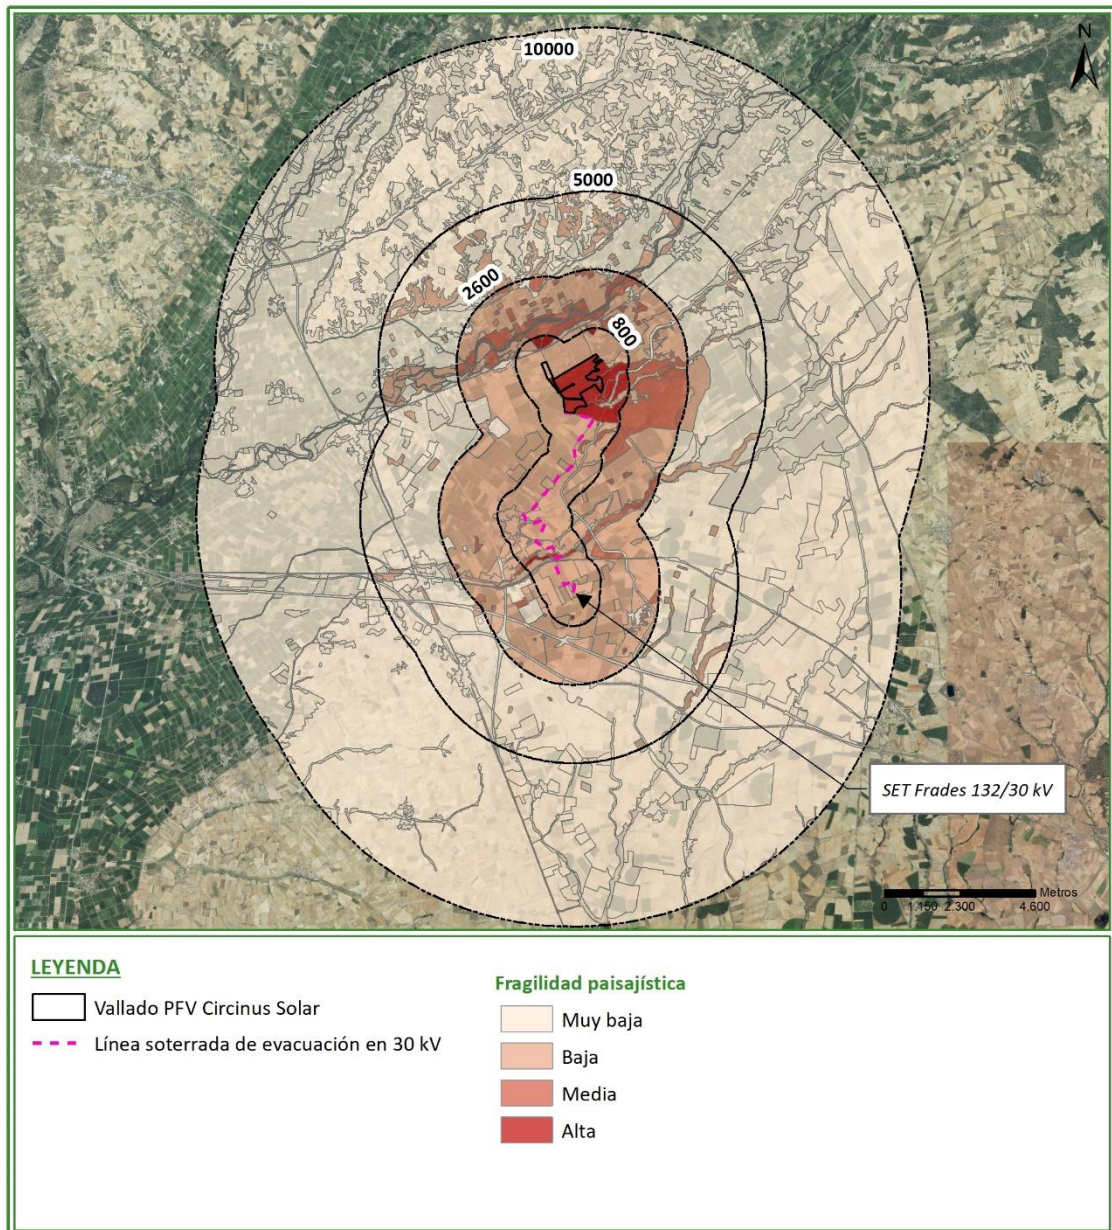 N
10000
5000
2600
800
SET Frades 132/30 kV
Metros
0 1.150 2.300 4.600
LEYENDA
Vallado PFV Circinus Solar
Línea soterrada de evacuación en 30 kV
Fragilidad paisajística
Muy baja
Baja
Media
Alta